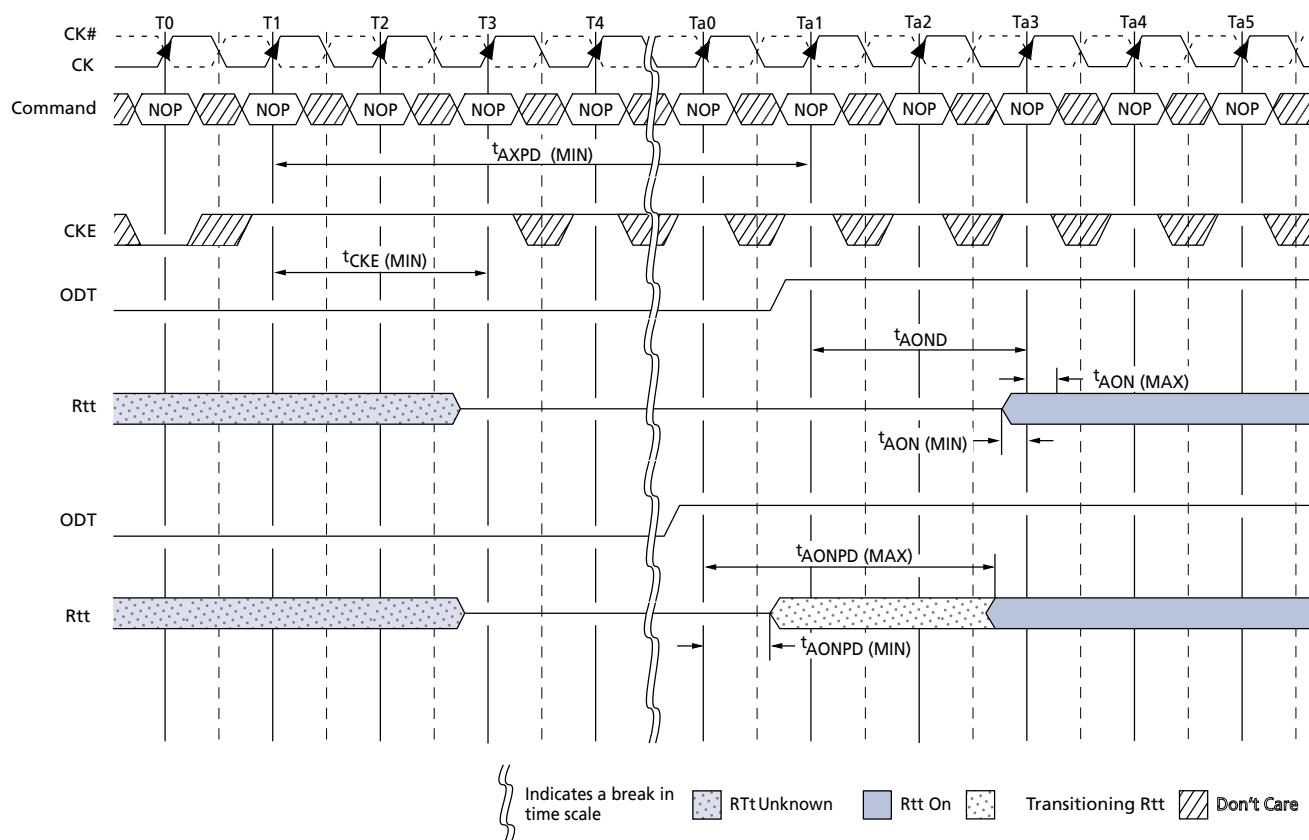 T0 T1 T2 T3 T4 Ta0 Ta1 Ta2 Ta3 Ta4 Ta5
CK#
CK
Command NOP NOP NOP NOP NOP NOP NOP NOP NOP NOP NOP
tAXPD (MIN)
CKE
tCKE (MIN)
ODT
tAOND
tAON (MAX)
Rtt
tAON (MIN)
ODT
tAONPD (MAX)
Rtt
tAONPD (MIN)
Indicates a break in
time scale
RTt Unknown
Rtt On
Transitioning Rtt
Don't Care